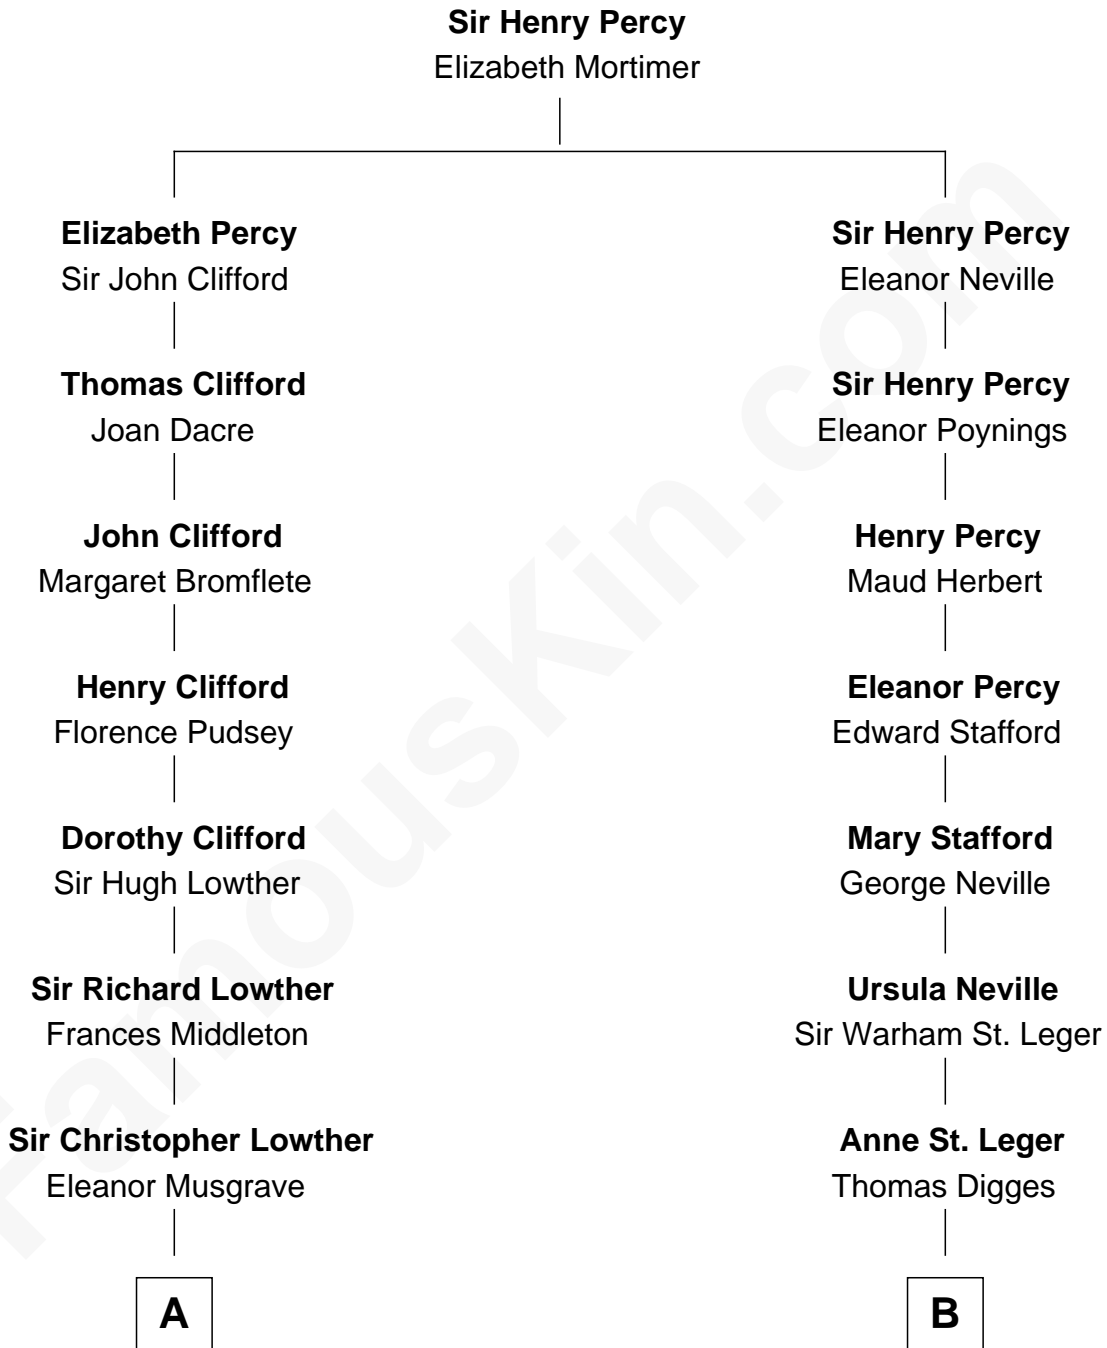 Sir Henry Percy
Elizabeth Mortimer
Elizabeth Percy
Sir John Clifford
Sir Henry Percy
Eleanor Neville
Thomas Clifford
Joan Dacre
Sir Henry Percy
Eleanor Poynings
John Clifford
Margaret Bromflete
Henry Percy
Maud Herbert
Henry Clifford
Florence Pudsey
Eleanor Percy
Edward Stafford
Dorothy Clifford
Sir Hugh Lowther
Mary Stafford
George Neville
Sir Richard Lowther
Frances Middleton
Ursula Neville
Sir Warham St. Leger
Sir Christopher Lowther
Eleanor Musgrave
Anne St. Leger
Thomas Digges
A
B
FamousKin.com